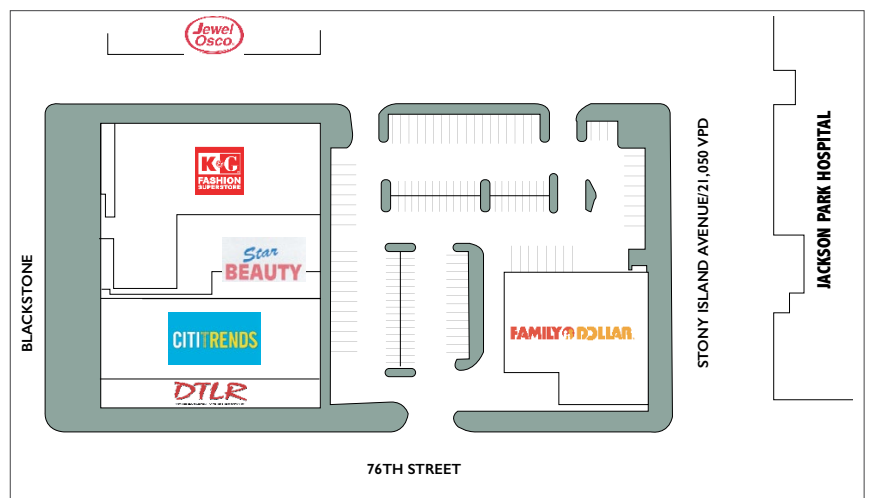 Jewel
Osco
K&G
FASHION
SUPERSTORE
Star
BEAUTY
CITITRENDS
DTLR
FAMILY DOLLAR
BLACKSTONE
STONY ISLAND AVENUE/21,050 VPD
JACKSON PARK HOSPITAL
76TH STREET